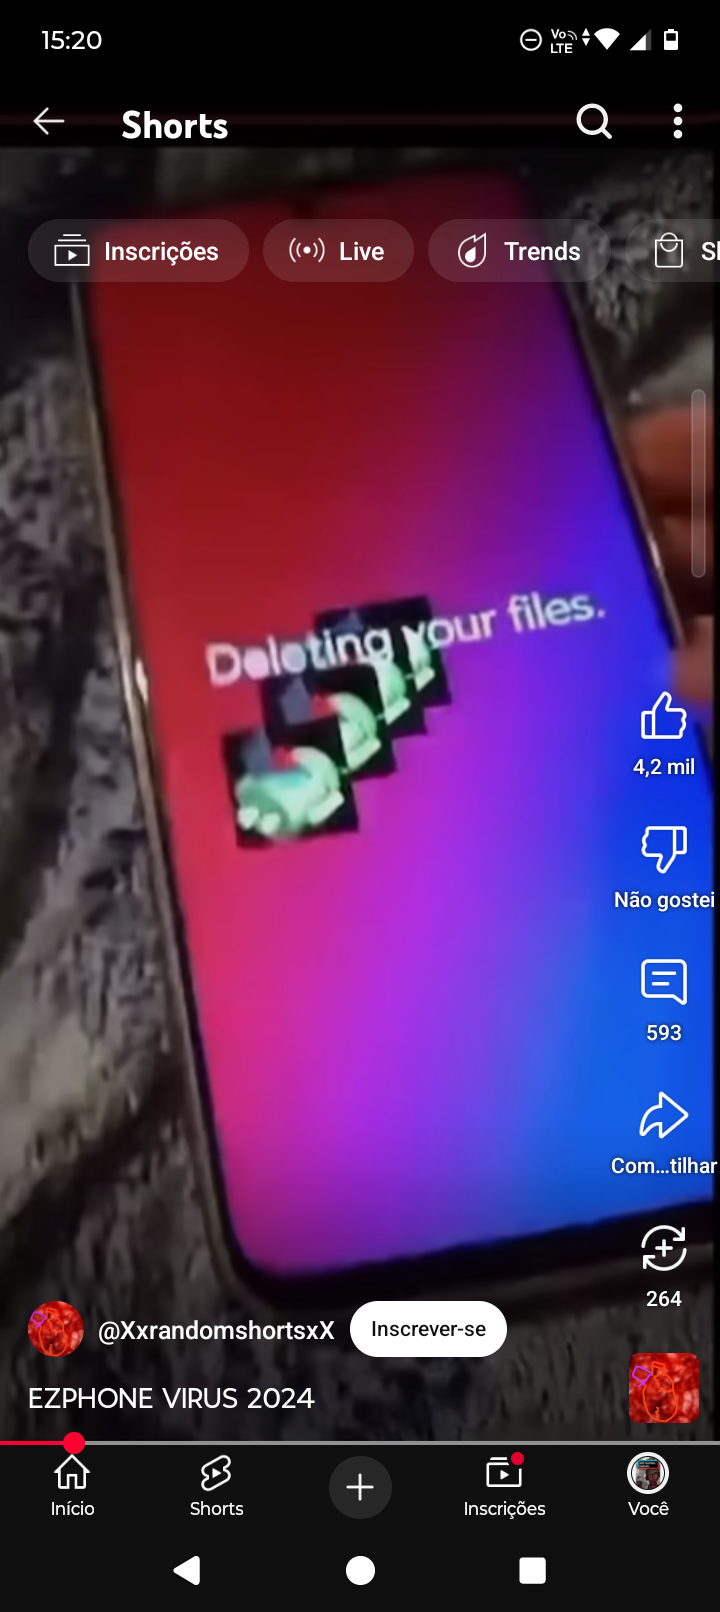 15:20
Vo
LTE
Shorts
Inscrições
Live
Trends
Deleting your files.
4,2 mil
Não gostei
593
Com...tilhar
264
@XxrandomshortsxX
Inscrever-se
EZPHONE VIRUS 2024
Início
Shorts
Inscrições
Você